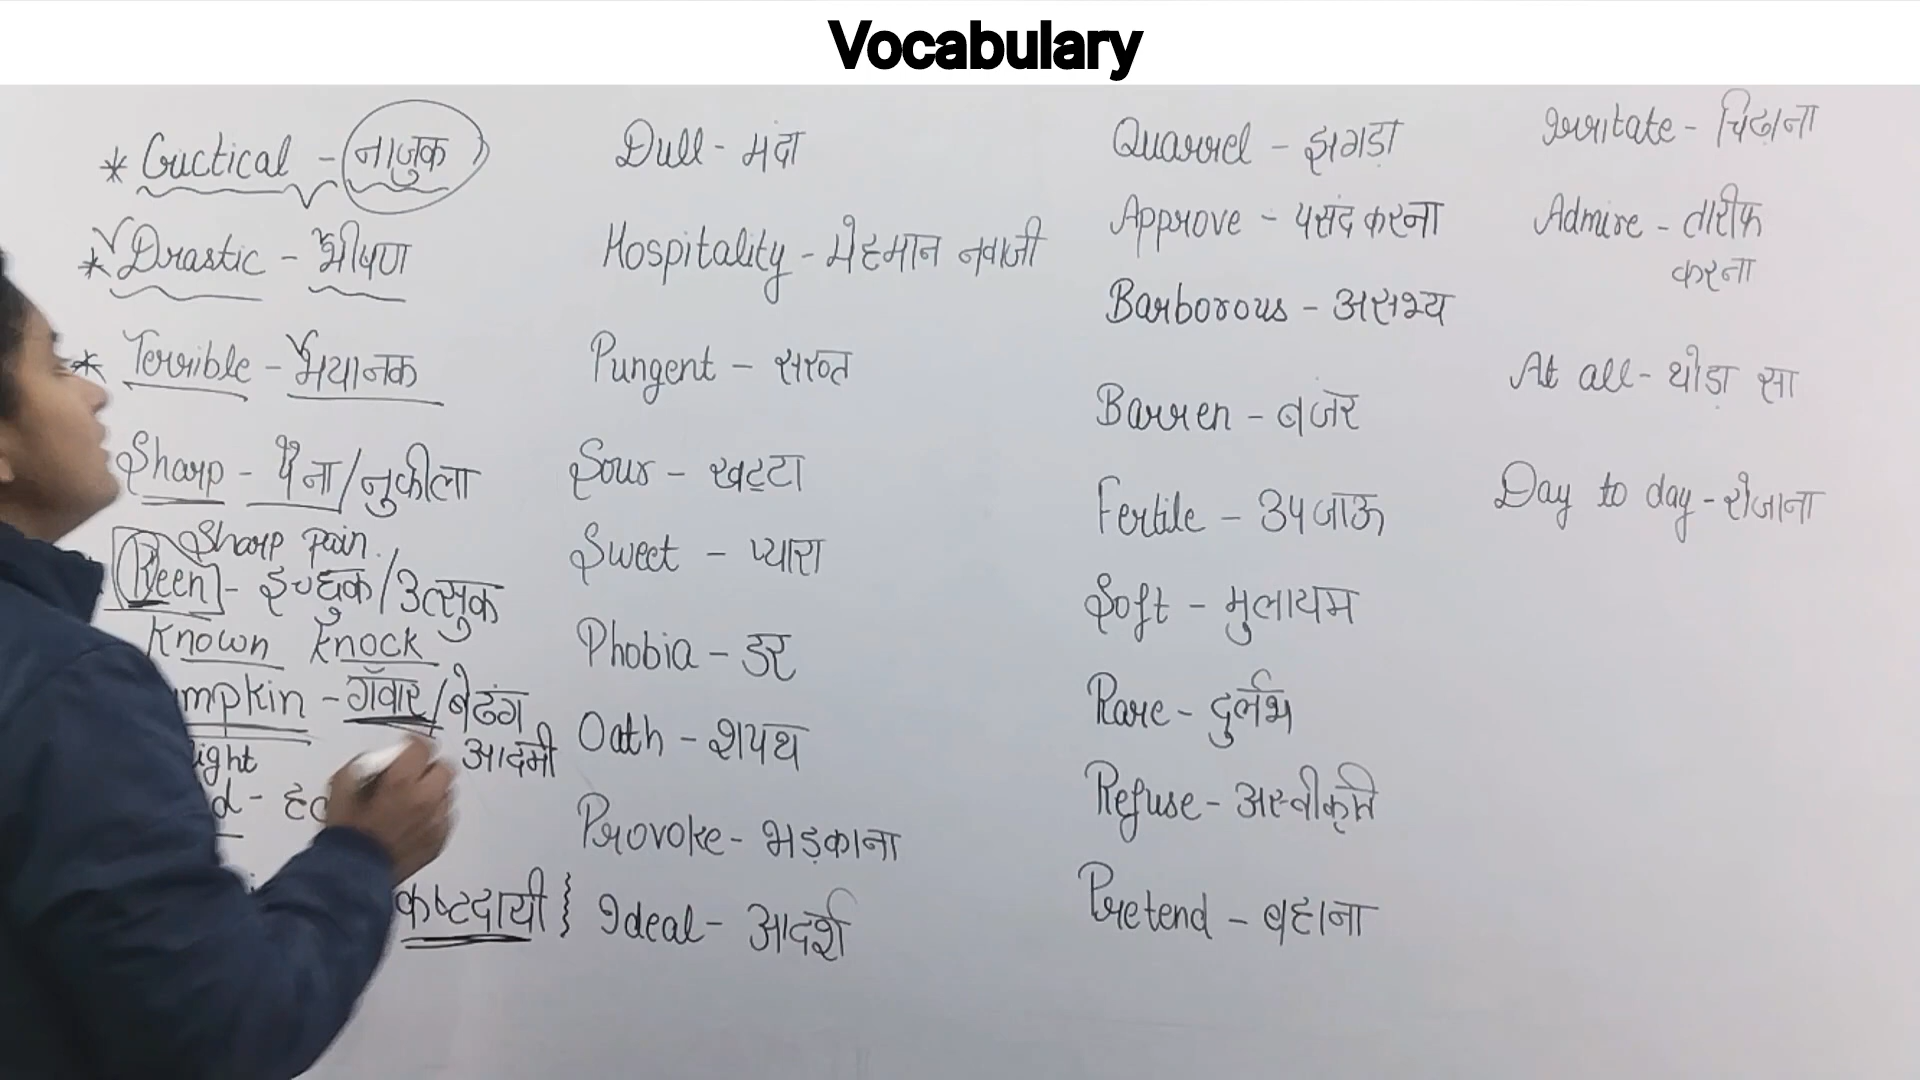 Vocabulary
* Cructical - नाजुक
* Drastic - भीषण
* Terrible - भयानक
Sharp - पैना/नुकीला
Sharp pain.
Keen - इच्छुक/उत्सुक
Known Knock
mpkin - गॅवार/बेढंग
आदमी
ight
d - ह
कष्टदायी
Dull - मंदा
Hospitality - मेहमान नवाजी
Pungent - सख्त
Sour - खट्टा
Sweet - प्यारा
Phobia - डर
Oath - शपथ
Provoke - भड़काना
Ideal - आदर्श
Quarrel - झगड़ा
Approve - पसंद करना
Barborous - असभ्य
Barren - बंजर
Fertile - उपजाऊ
Soft - मुलायम
Rare - दुर्लभ
Refuse - अस्वीकृति
Pretend - बहाना
Irritate - चिढ़ाना
Admire - तारीफ
करना
At all - थोड़ा सा
Day to day - रोजाना